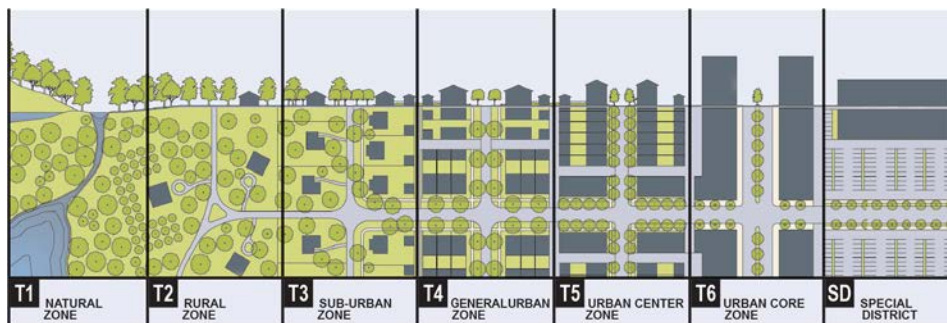 T1 NATURAL
ZONE
T2 RURAL
ZONE
T3 SUB-URBAN
ZONE
T4 GENERALURBAN
ZONE
T5 URBAN CENTER
ZONE
T6 URBAN CORE
ZONE
SD SPECIAL
DISTRICT